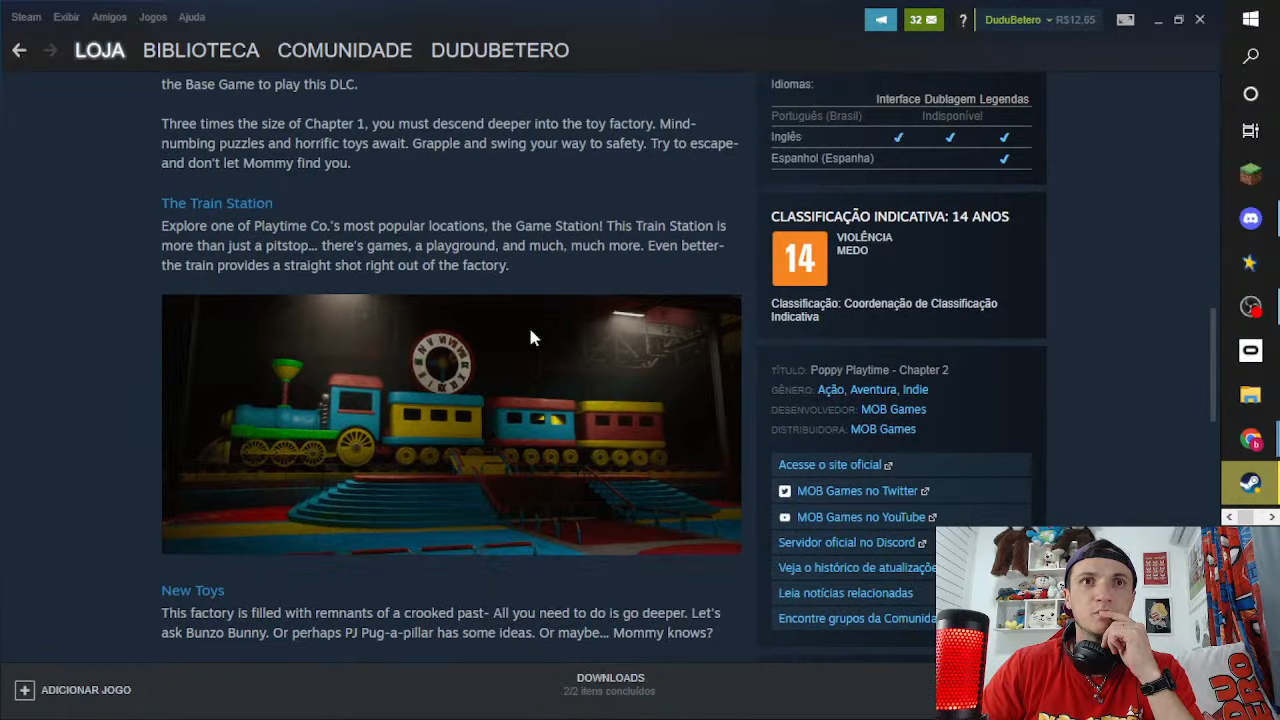 Steam Exibir Amigos Jogos Ajuda
32 ? DuduBetero R$12,65
LOJA BIBLIOTECA COMUNIDADE DUDUBETERO
the Base Game to play this DLC.
Three times the size of Chapter 1, you must descend deeper into the toy factory. Mind-
numbing puzzles and horrific toys await. Grapple and swing your way to safety. Try to escape-
and don't let Mommy find you.
The Train Station
Explore one of Playtime Co.'s most popular locations, the Game Station! This Train Station is
more than just a pitstop... there's games, a playground, and much, much more. Even better-
the train provides a straight shot right out of the factory.
New Toys
This factory is filled with remnants of a crooked past- All you need to do is go deeper. Let's
ask Bunzo Bunny. Or perhaps PJ Pug-a-pillar has some ideas. Or maybe... Mommy knows?
Idiomas:
Interface Dublagem Legendas
Português (Brasil) Indisponível
Inglês
Espanhol (Espanha)
CLASSIFICAÇÃO INDICATIVA: 14 ANOS
14
VIOLÊNCIA
MEDO
Classificação: Coordenação de Classificação
Indicativa
TÍTULO: Poppy Playtime - Chapter 2
GÊNERO: Ação, Aventura, Indie
DESENVOLVEDOR: MOB Games
DISTRIBUIDORA: MOB Games
Acesse o site oficial
MOB Games no Twitter
MOB Games no YouTube
Servidor oficial no Discord
Veja o histórico de atualizaçõe
Leia notícias relacionadas
Encontre grupos da Comunida
ADICIONAR JOGO
DOWNLOADS
2/2 itens concluídos